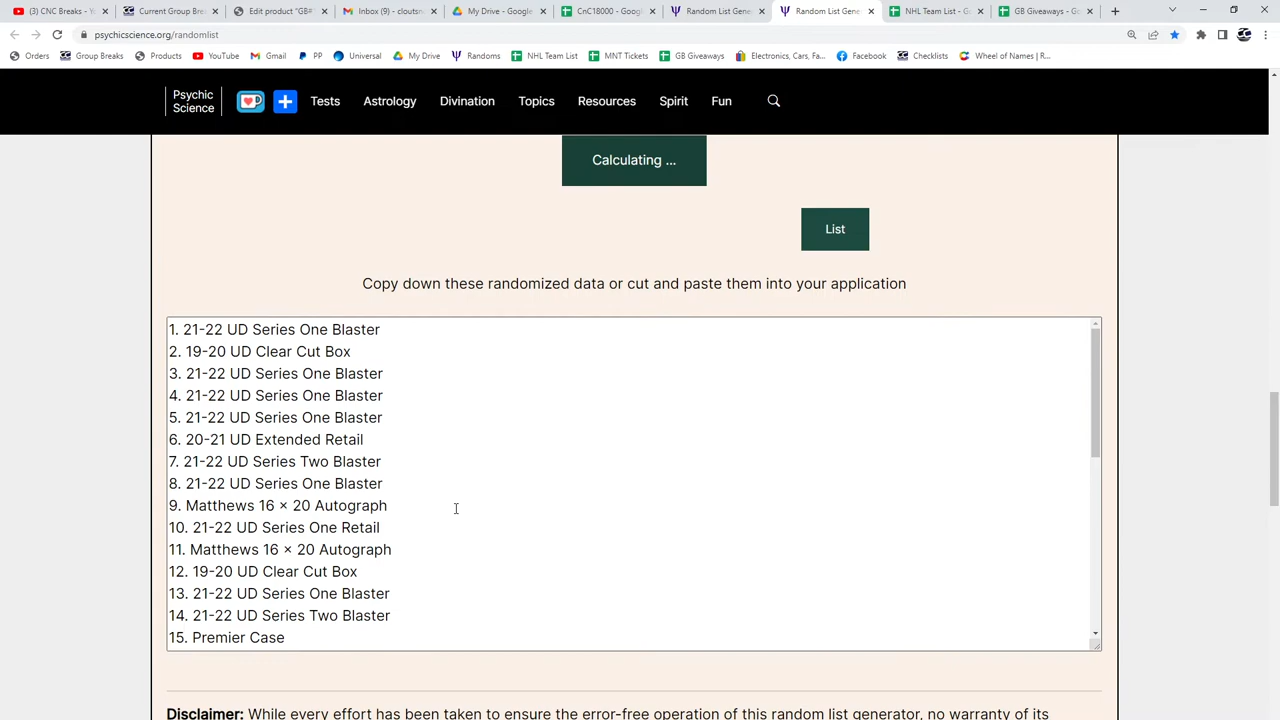 (3) CNC Breaks - Y
Current Group Bre
Edit product "GB#
Inbox (9) - cloutsn
My Drive - Google
CnC18000 - Goog
Random List Gene
Random List Gene
NHL Team List - G
GB Giveaways - Go
psychicscience.org/randomlist
Orders
Group Breaks
Products
YouTube
Gmail
PP
Universal
My Drive
Randoms
NHL Team List
MNT Tickets
GB Giveaways
Electronics, Cars, Fa...
Facebook
Checklists
Wheel of Names | R...
Psychic
Science
Tests
Astrology
Divination
Topics
Resources
Spirit
Fun
Calculating ...
List
Copy down these randomized data or cut and paste them into your application
1. 21-22 UD Series One Blaster
2. 19-20 UD Clear Cut Box
3. 21-22 UD Series One Blaster
4. 21-22 UD Series One Blaster
5. 21-22 UD Series One Blaster
6. 20-21 UD Extended Retail
7. 21-22 UD Series Two Blaster
8. 21-22 UD Series One Blaster
9. Matthews 16 × 20 Autograph
10. 21-22 UD Series One Retail
11. Matthews 16 × 20 Autograph
12. 19-20 UD Clear Cut Box
13. 21-22 UD Series One Blaster
14. 21-22 UD Series Two Blaster
15. Premier Case
Disclaimer: While every effort has been taken to ensure the error-free operation of this random list generator, no warranty of its